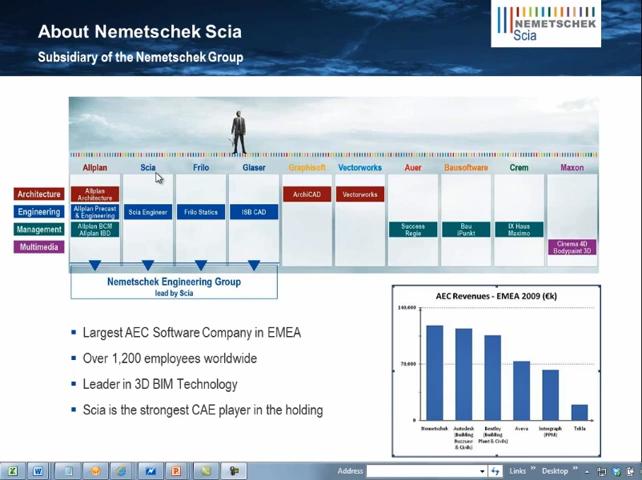 About Nemetschek Scia
Subsidiary of the Nemetschek Group
NEMETSCHEK
Scia
Allplan Scia Frilo Glaser Graphisoft Vectorworks Auer Bausoftware Crem Maxon
Architecture
Allplan
Architecture
ArchiCAD
Vectorworks
Engineering
Allplan Precast
& Engineering
Scia Engineer
Frilo Statics
ISB CAD
Management
Allplan BCM
Allplan IBD
Success
Regie
Bau
iPunkt
IX Haus
Maximo
Multimedia
Cinema 4D
Bodypaint 3D
Nemetschek Engineering Group
lead by Scia
▪ Largest AEC Software Company in EMEA
▪ Over 1,200 employees worldwide
▪ Leader in 3D BIM Technology
▪ Scia is the strongest CAE player in the holding
AEC Revenues - EMEA 2009 (€k)
140,000
70,000
0
Nemetschek
Autodesk
(Building
& Civils)
Bentley
(Building
Plant & Civils)
Aveva
Intergraph
(PPM)
Tekla
Address
Links »
Desktop »